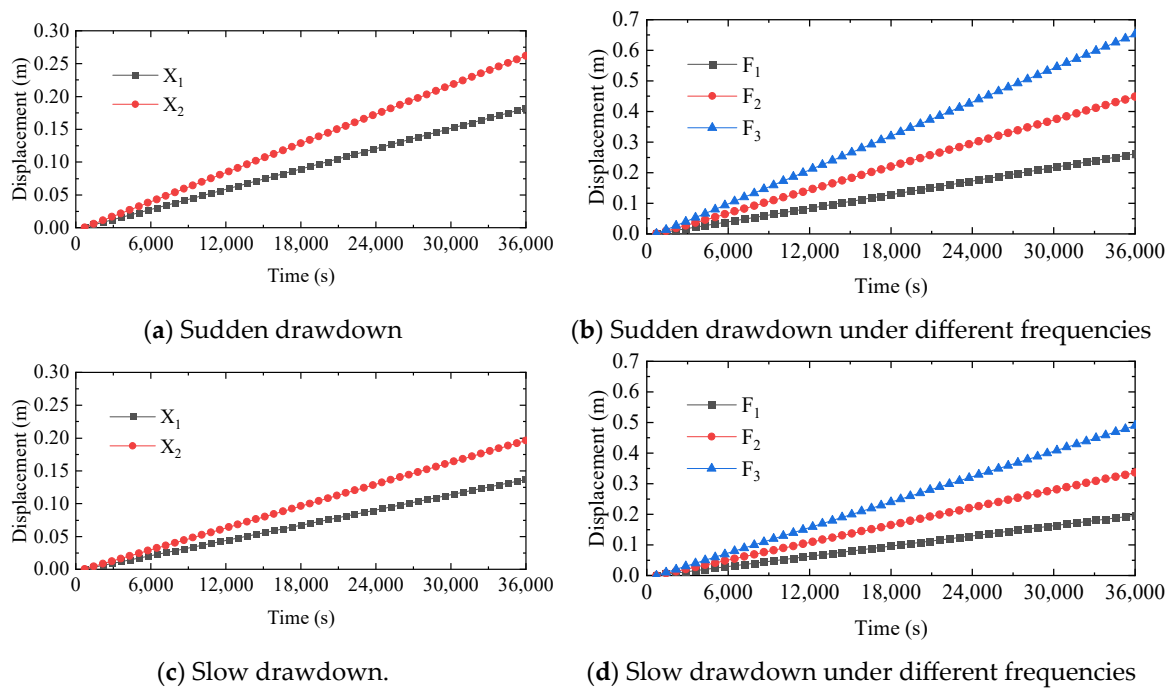 0.30
0.25
0.20
0.15
0.10
0.05
0.00
Displacement (m)
X1
X2
0 6,000 12,000 18,000 24,000 30,000 36,000
Time (s)
(a) Sudden drawdown
0.7
0.6
0.5
0.4
0.3
0.2
0.1
0.0
Displacement (m)
F1
F2
F3
0 6,000 12,000 18,000 24,000 30,000 36,000
Time (s)
(b) Sudden drawdown under different frequencies
0.30
0.25
0.20
0.15
0.10
0.05
0.00
Displacement (m)
X1
X2
0 6,000 12,000 18,000 24,000 30,000 36,000
Time (s)
(c) Slow drawdown.
0.7
0.6
0.5
0.4
0.3
0.2
0.1
0.0
Displacement (m)
F1
F2
F3
0 6,000 12,000 18,000 24,000 30,000 36,000
Time (s)
(d) Slow drawdown under different frequencies